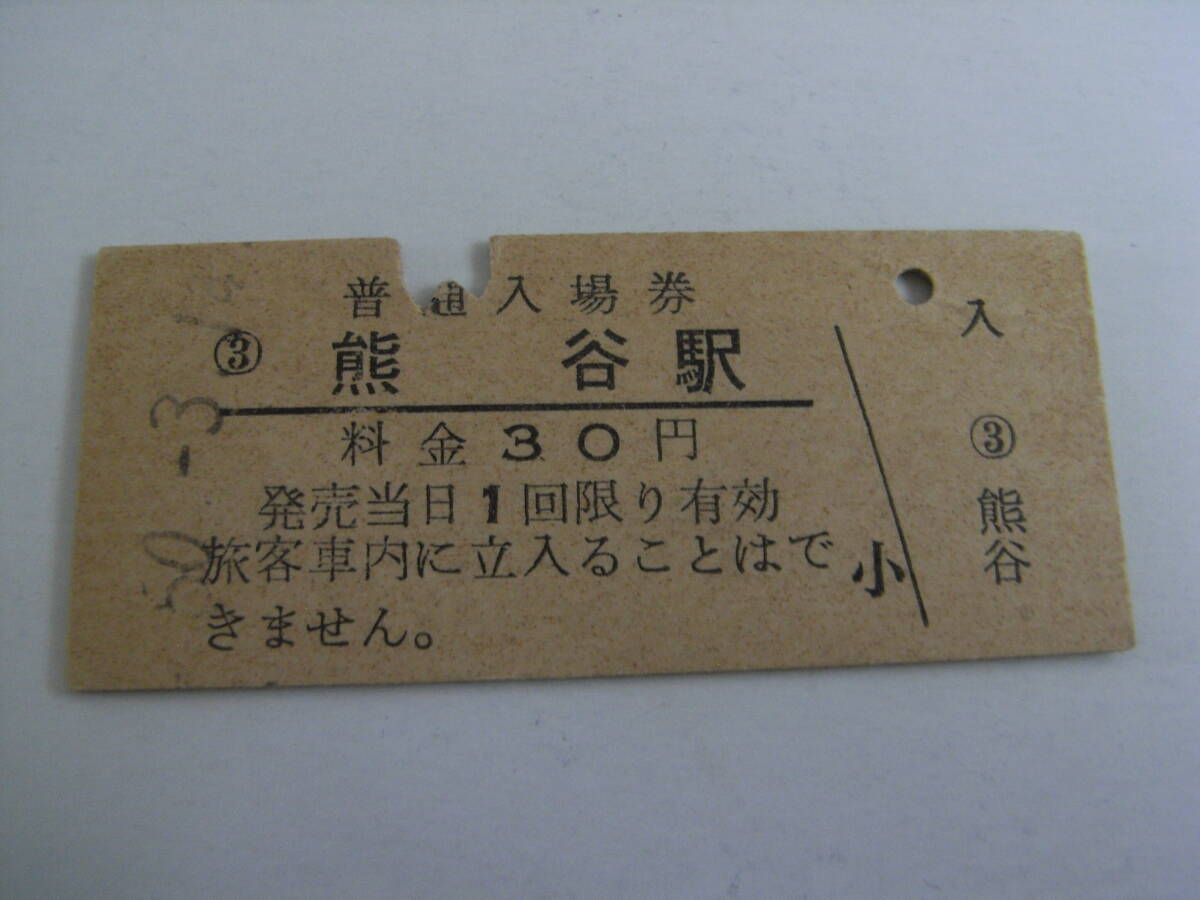 普通入場券
③ 熊谷駅
料金30円
発売当日1回限り有効
旅客車内に立入ることはで
きません。
小
入
③
熊谷
-3